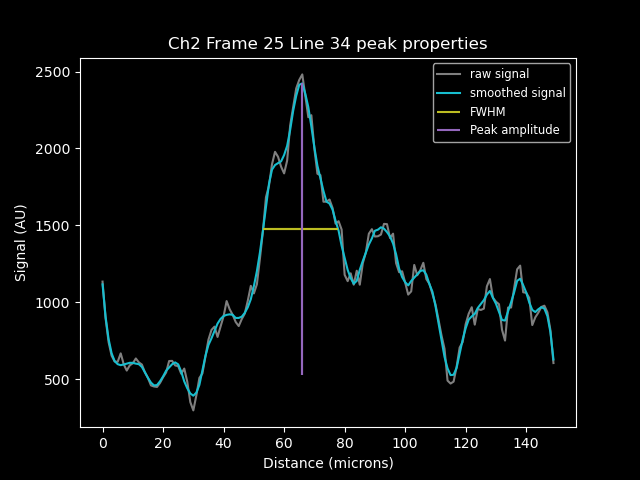 Ch2 Frame 25 Line 34 peak properties
raw signal
smoothed signal
FWHM
Peak amplitude
Signal (AU)
2500
2000
1500
1000
500
0 20 40 60 80 100 120 140
Distance (microns)